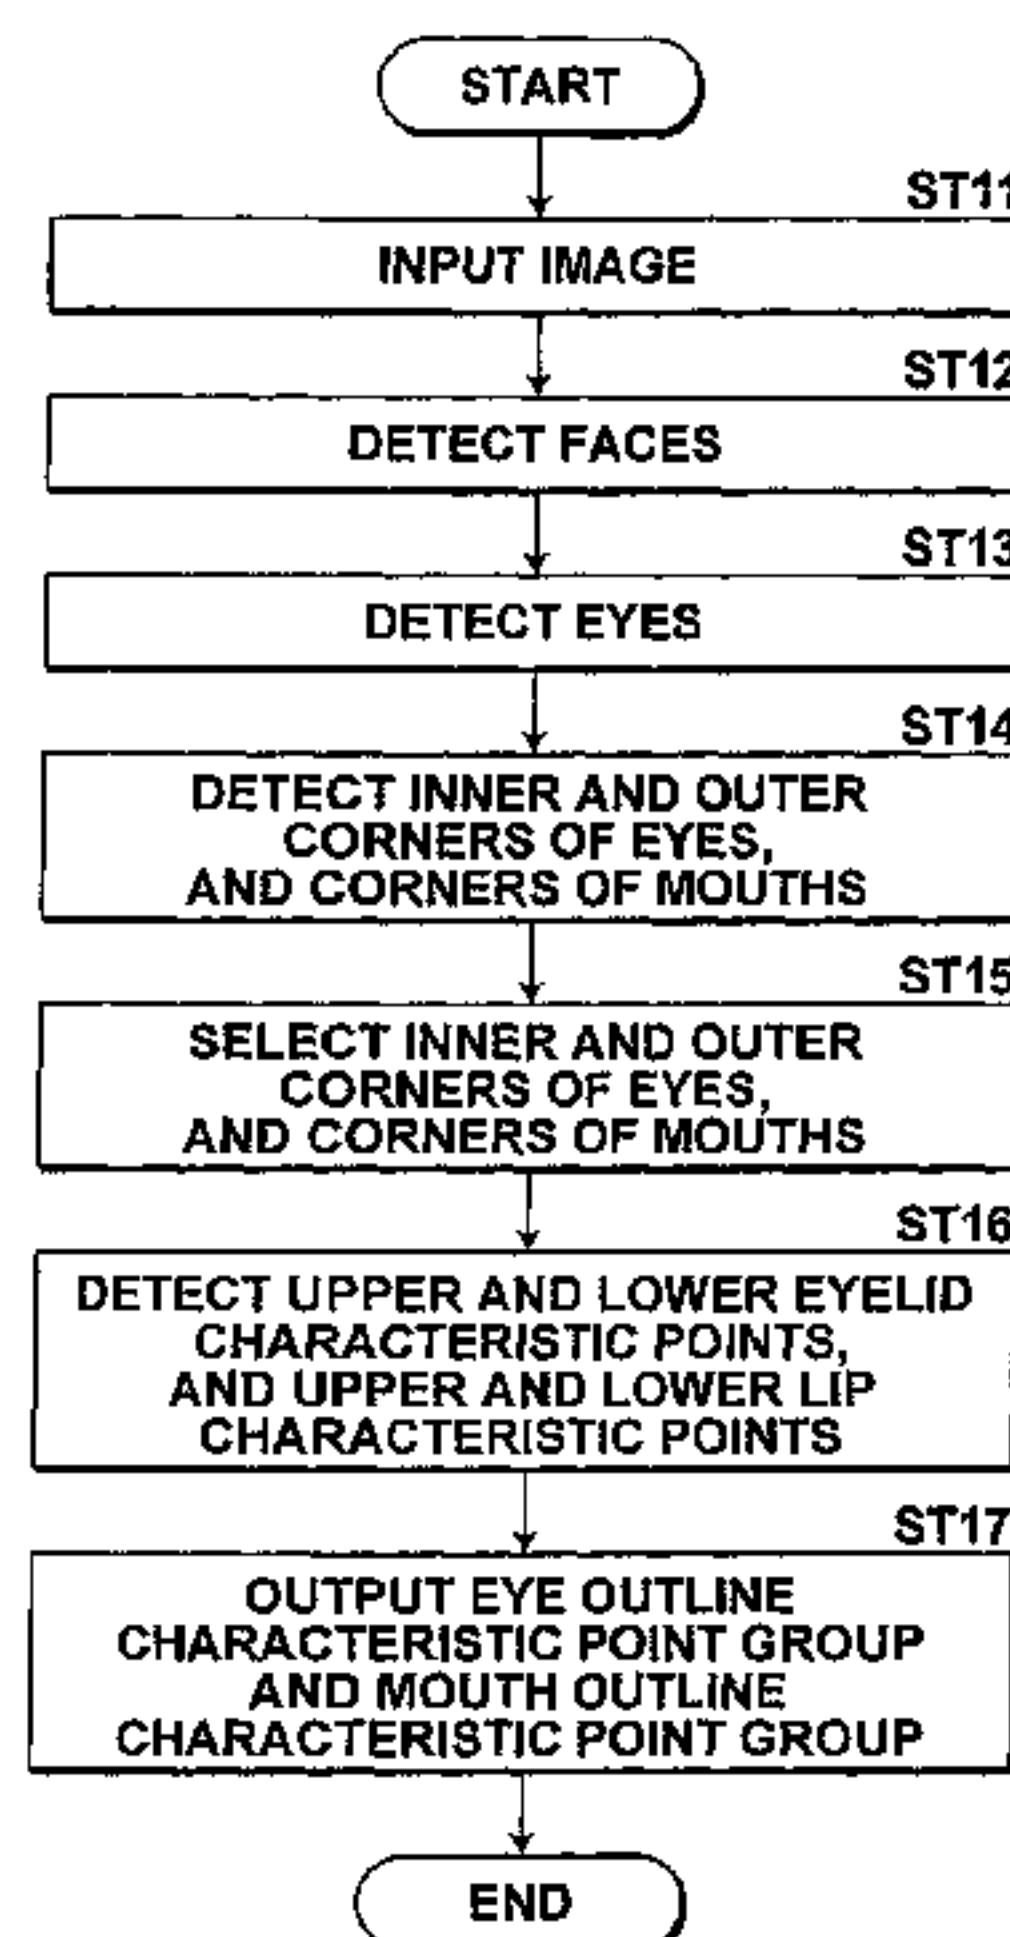 START
ST11
INPUT IMAGE
ST12
DETECT FACES
ST13
DETECT EYES
ST14
DETECT INNER AND OUTER
CORNERS OF EYES,
AND CORNERS OF MOUTHS
ST15
SELECT INNER AND OUTER
CORNERS OF EYES,
AND CORNERS OF MOUTHS
ST16
DETECT UPPER AND LOWER EYELID
CHARACTERISTIC POINTS,
AND UPPER AND LOWER LIP
CHARACTERISTIC POINTS
ST17
OUTPUT EYE OUTLINE
CHARACTERISTIC POINT GROUP
AND MOUTH OUTLINE
CHARACTERISTIC POINT GROUP
END